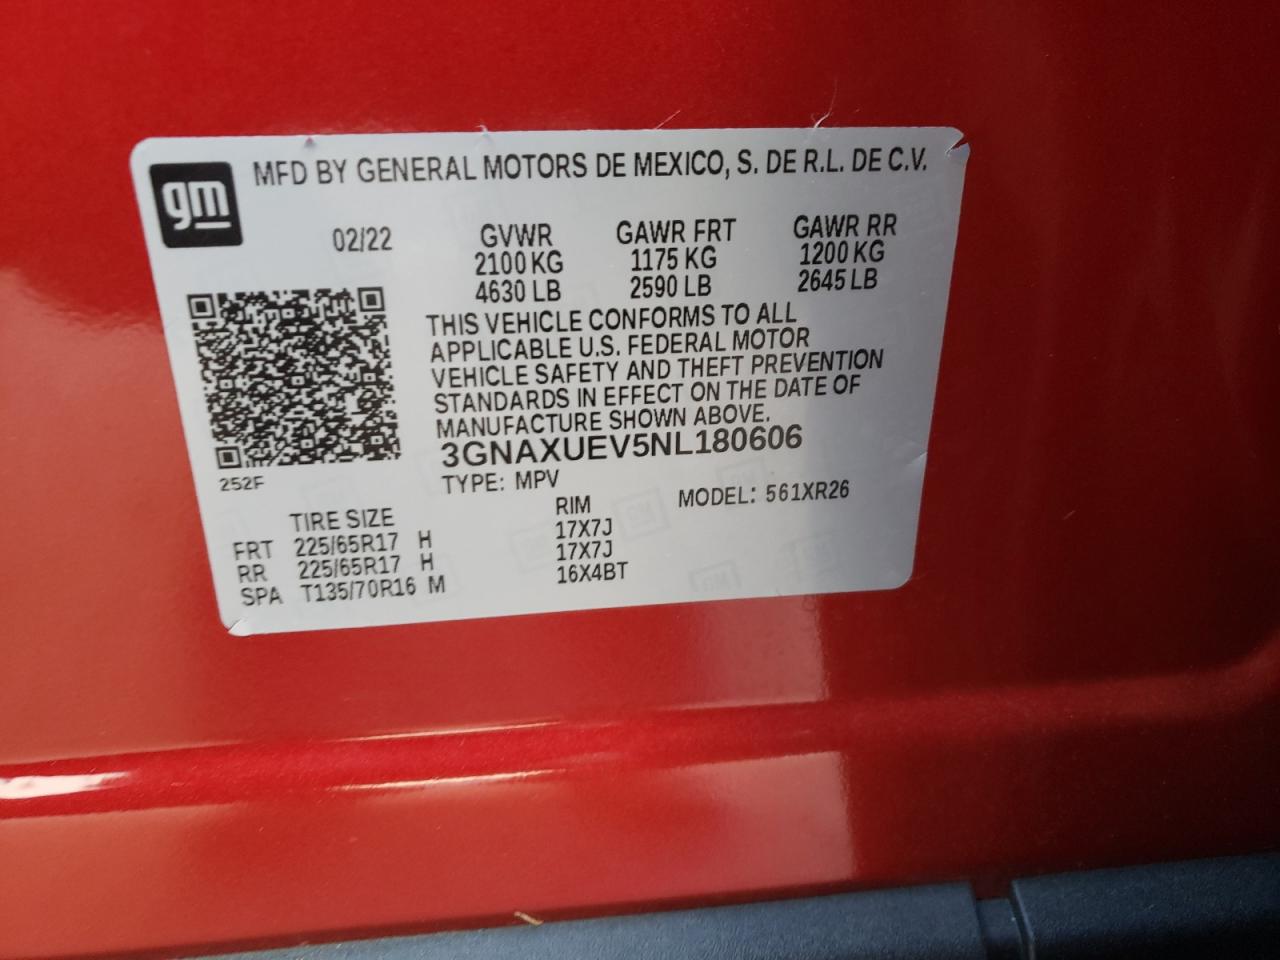 gm
MFD BY GENERAL MOTORS DE MEXICO, S. DE R.L. DE C.V.
02/22 GVWR GAWR FRT GAWR RR
2100 KG 1175 KG 1200 KG
4630 LB 2590 LB 2645 LB
THIS VEHICLE CONFORMS TO ALL
APPLICABLE U.S. FEDERAL MOTOR
VEHICLE SAFETY AND THEFT PREVENTION
STANDARDS IN EFFECT ON THE DATE OF
MANUFACTURE SHOWN ABOVE.
3GNAXUEV5NL180606
252F
TYPE: MPV MODEL: 561XR26
TIRE SIZE RIM
FRT 225/65R17 H 17X7J
RR 225/65R17 H 17X7J
SPA T135/70R16 M 16X4BT